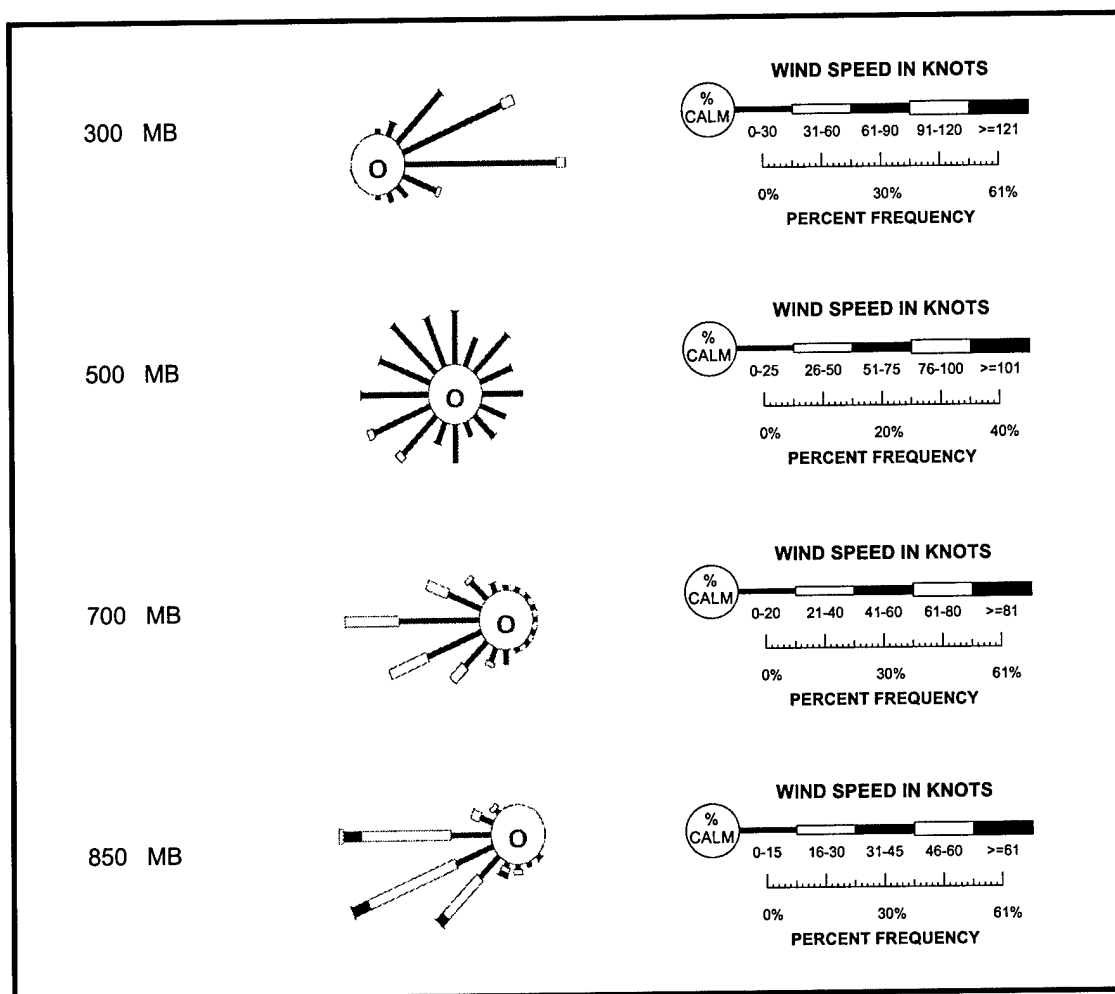 WIND SPEED IN KNOTS
300 MB
O
%
CALM
0-30 31-60 61-90 91-120 >=121
0% 30% 61%
PERCENT FREQUENCY
WIND SPEED IN KNOTS
500 MB
O
%
CALM
0-25 26-50 51-75 76-100 >=101
0% 20% 40%
PERCENT FREQUENCY
WIND SPEED IN KNOTS
700 MB
O
%
CALM
0-20 21-40 41-60 61-80 >=81
0% 30% 61%
PERCENT FREQUENCY
WIND SPEED IN KNOTS
850 MB
O
%
CALM
0-15 16-30 31-45 46-60 >=61
0% 30% 61%
PERCENT FREQUENCY